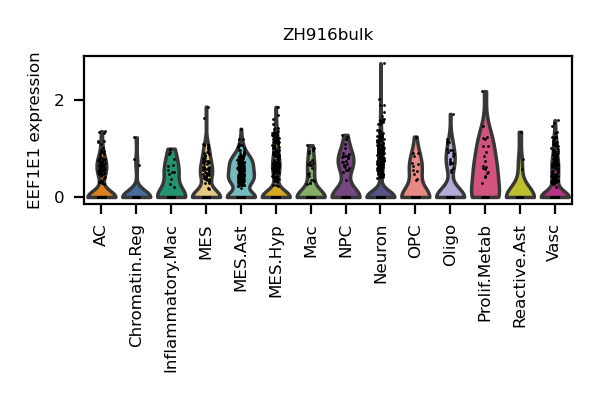 ZH916bulk
EEF1E1 expression
2
0
AC
Chromatin.Reg
Inflammatory.Mac
MES
MES.Ast
MES.Hyp
Mac
NPC
Neuron
OPC
Oligo
Prolif.Metab
Reactive.Ast
Vasc